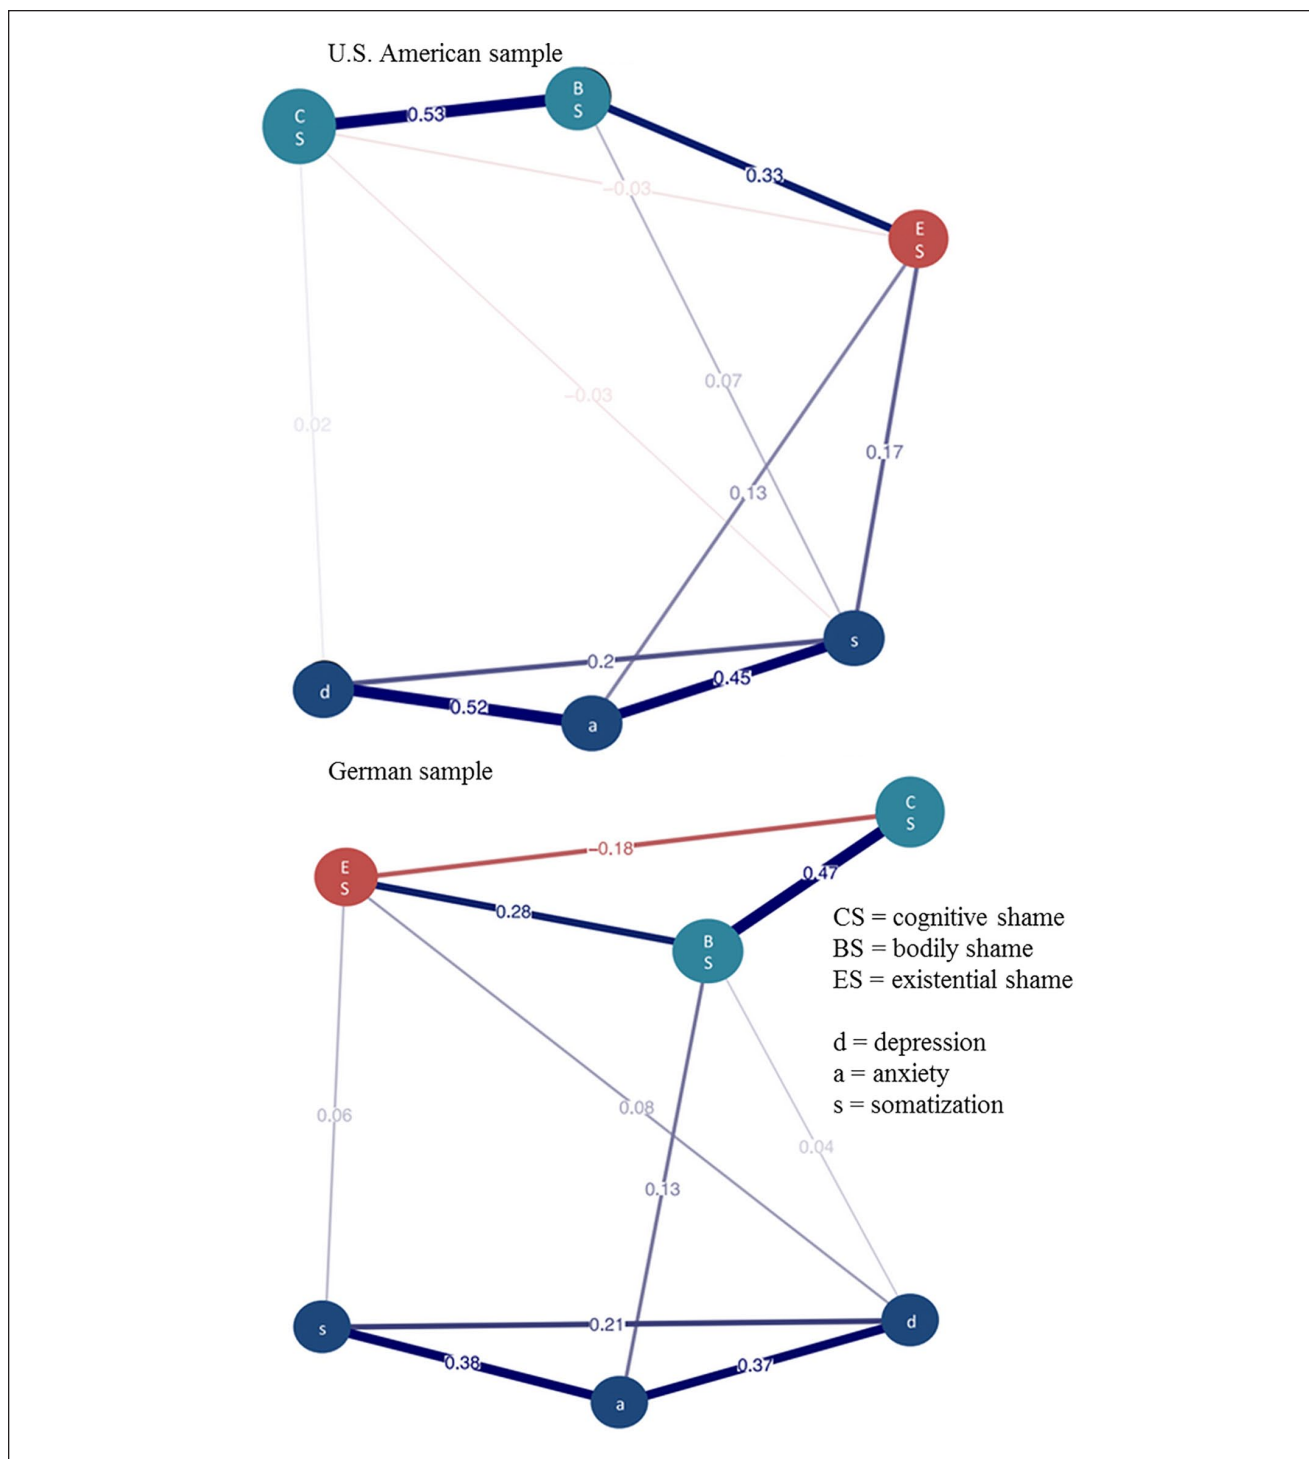 U.S. American sample
B
S
C
S
0.53
0.33
−0.03
E
S
0.07
−0.03
0.02
0.17
0.13
s
0.2
0.45
d
0.52
a
German sample
C
S
−0.18
E
S
0.47
0.28
B
S
CS = cognitive shame
BS = bodily shame
ES = existential shame
d = depression
a = anxiety
s = somatization
0.06
0.08
0.04
0.13
s
0.21
d
0.38
0.37
a